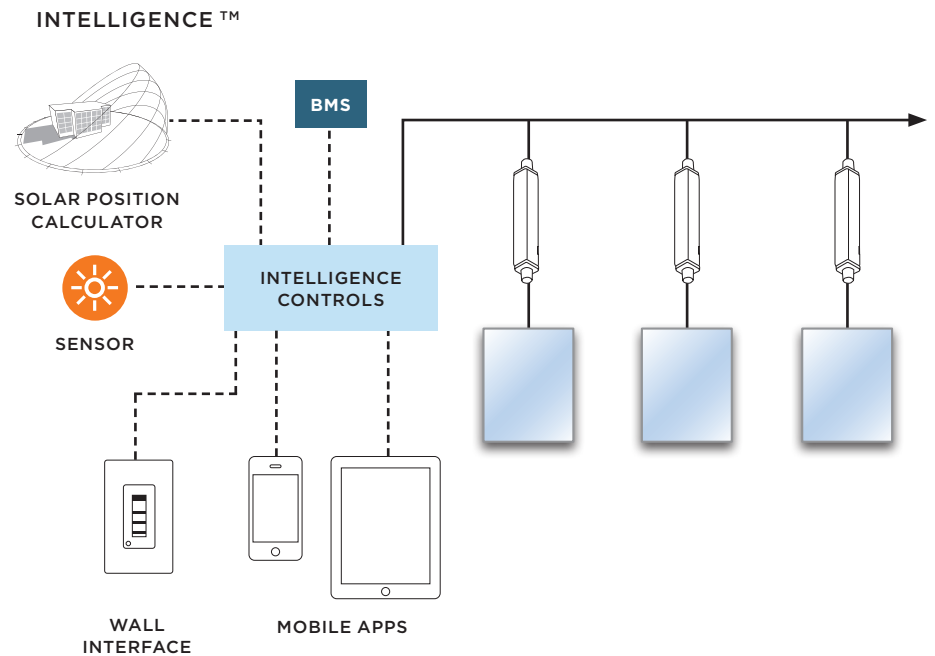 INTELLIGENCE ™
BMS
SOLAR POSITION
CALCULATOR
INTELLIGENCE
CONTROLS
SENSOR
WALL
INTERFACE
MOBILE APPS